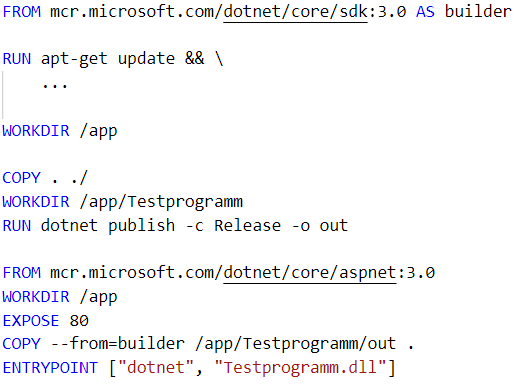 FROM mcr.microsoft.com/dotnet/core/sdk:3.0 AS builder
RUN apt-get update && \
...
WORKDIR /app
COPY . ./
WORKDIR /app/Testprogramm
RUN dotnet publish -c Release -o out
FROM mcr.microsoft.com/dotnet/core/aspnet:3.0
WORKDIR /app
EXPOSE 80
COPY --from=builder /app/Testprogramm/out .
ENTRYPOINT ["dotnet", "Testprogramm.dll"]